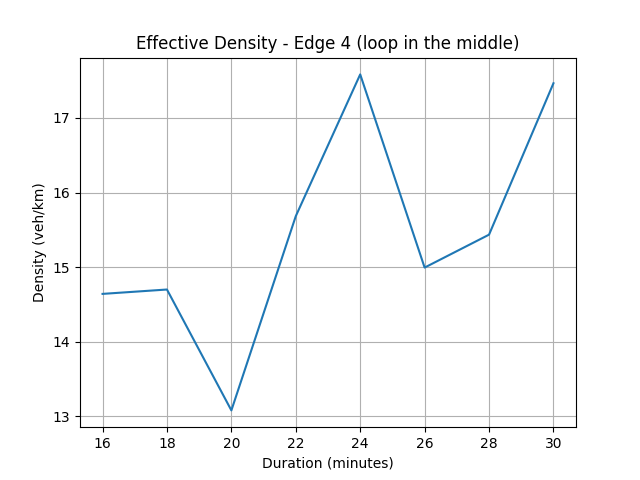 Effective Density - Edge 4 (loop in the middle)
Density (veh/km)
17
16
15
14
13
16 18 20 22 24 26 28 30
Duration (minutes)